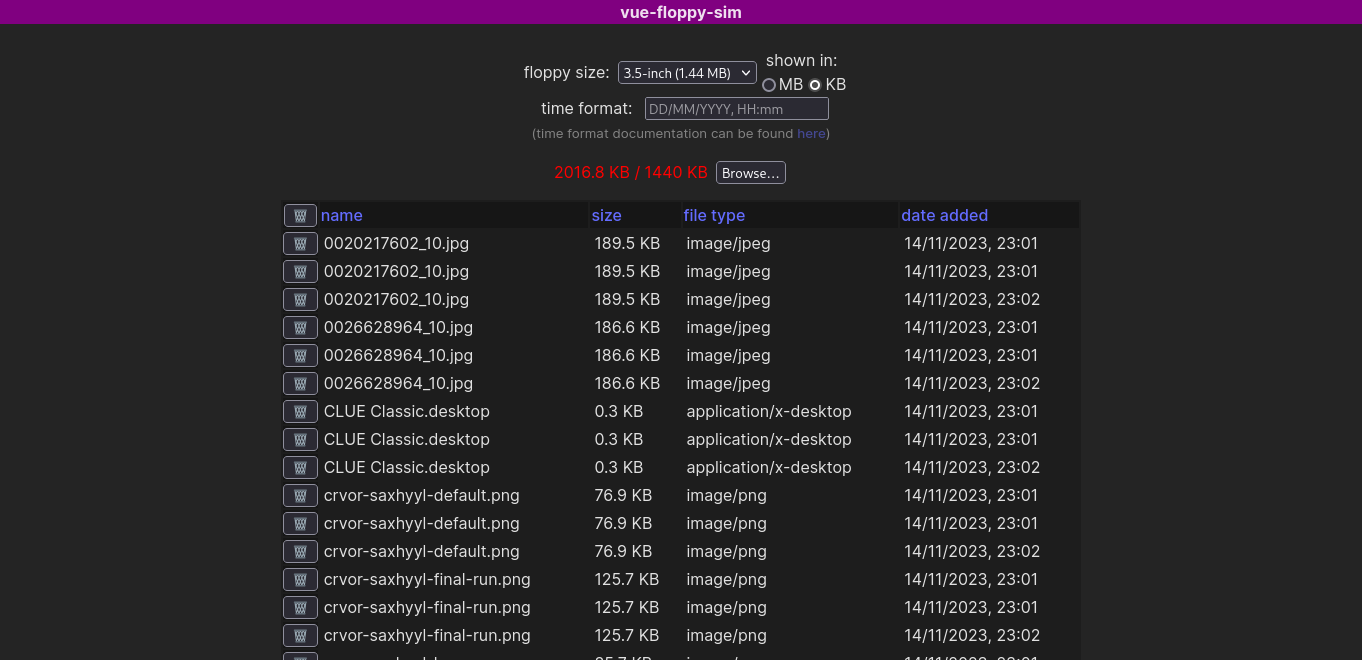 vue-floppy-sim
floppy size: 3.5-inch (1.44 MB) shown in:
MB KB
time format: DD/MM/YYYY, HH:mm
(time format documentation can be found here)
2016.8 KB / 1440 KB Browse...
name size file type date added
0020217602_10.jpg 189.5 KB image/jpeg 14/11/2023, 23:01
0020217602_10.jpg 189.5 KB image/jpeg 14/11/2023, 23:01
0020217602_10.jpg 189.5 KB image/jpeg 14/11/2023, 23:02
0026628964_10.jpg 186.6 KB image/jpeg 14/11/2023, 23:01
0026628964_10.jpg 186.6 KB image/jpeg 14/11/2023, 23:01
0026628964_10.jpg 186.6 KB image/jpeg 14/11/2023, 23:02
CLUE Classic.desktop 0.3 KB application/x-desktop 14/11/2023, 23:01
CLUE Classic.desktop 0.3 KB application/x-desktop 14/11/2023, 23:01
CLUE Classic.desktop 0.3 KB application/x-desktop 14/11/2023, 23:02
crvor-saxhyyl-default.png 76.9 KB image/png 14/11/2023, 23:01
crvor-saxhyyl-default.png 76.9 KB image/png 14/11/2023, 23:01
crvor-saxhyyl-default.png 76.9 KB image/png 14/11/2023, 23:02
crvor-saxhyyl-final-run.png 125.7 KB image/png 14/11/2023, 23:01
crvor-saxhyyl-final-run.png 125.7 KB image/png 14/11/2023, 23:01
crvor-saxhyyl-final-run.png 125.7 KB image/png 14/11/2023, 23:02